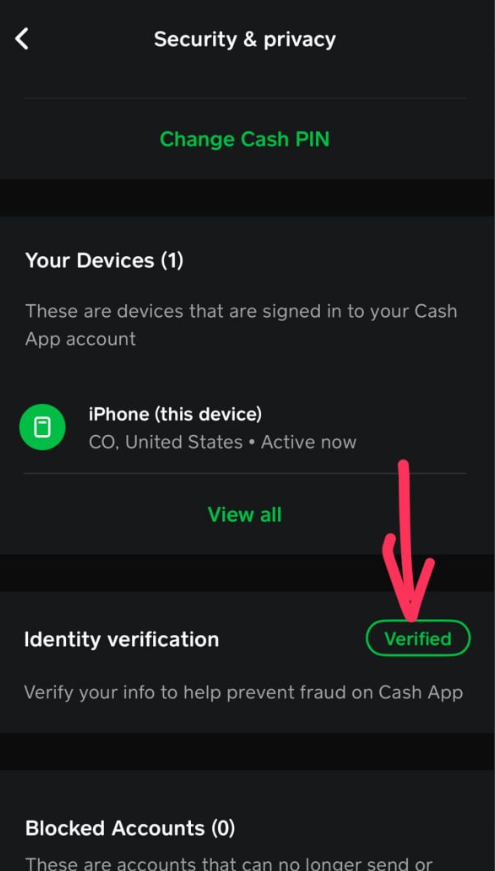 Security & privacy
Change Cash PIN
Your Devices (1)
These are devices that are signed in to your Cash
App account
iPhone (this device)
CO, United States • Active now
View all
Identity verification
Verified
Verify your info to help prevent fraud on Cash App
Blocked Accounts (0)
These are accounts that can no longer send or